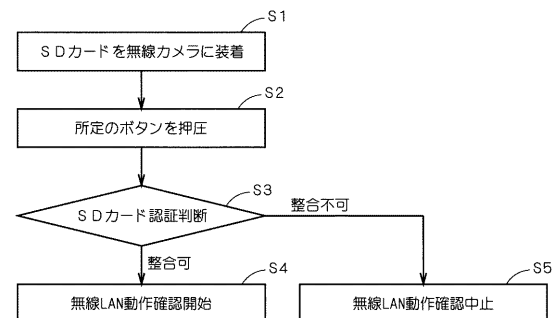 S1
SDカードを無線カメラに装着
S2
所定のボタンを押圧
S3
SDカード認証判断
整合不可
整合可
S4
無線LAN動作確認開始
S5
無線LAN動作確認中止